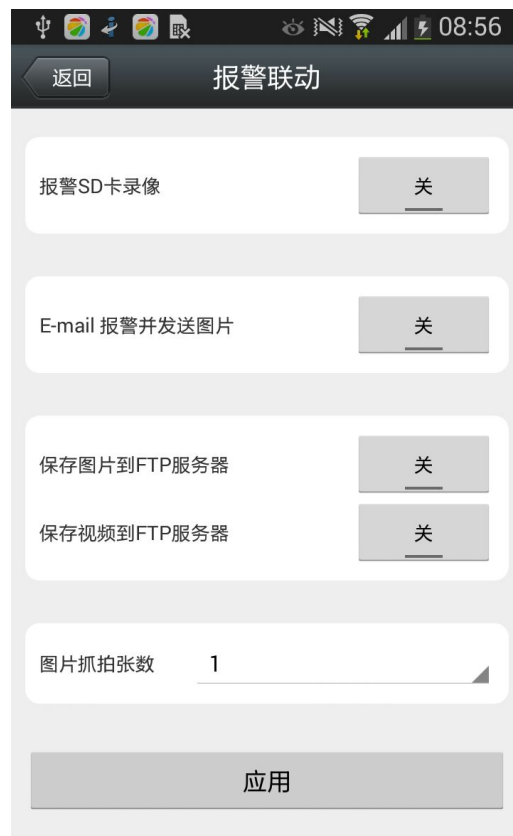 08:56
返回
报警联动
报警SD卡录像
关
E-mail 报警并发送图片
关
保存图片到FTP服务器
关
保存视频到FTP服务器
关
图片抓拍张数
1
应用